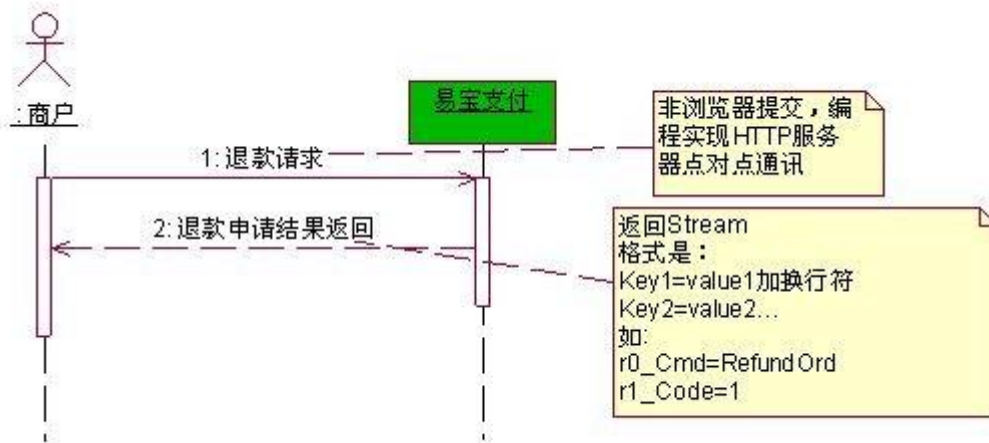 : 商户
易宝支付
非浏览器提交，编
程实现HTTP服务
器点对点通讯
1: 退款请求
2: 退款申请结果返回
返回Stream
格式是：
Key1=value1加换行符
Key2=value2...
如:
r0_Cmd=RefundOrd
r1_Code=1